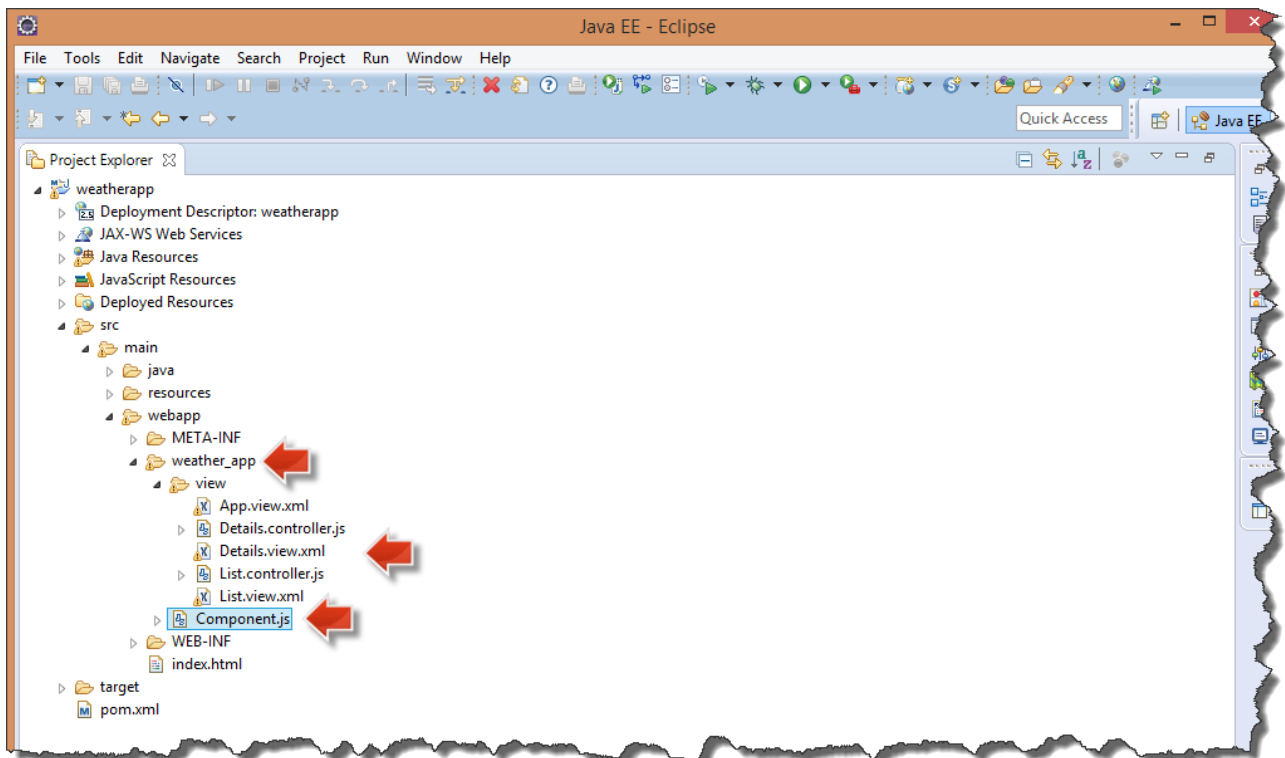 Java EE - Eclipse
File Tools Edit Navigate Search Project Run Window Help
Quick Access
Java EE
Project Explorer
weatherapp
Deployment Descriptor: weatherapp
JAX-WS Web Services
Java Resources
JavaScript Resources
Deployed Resources
src
main
java
resources
webapp
META-INF
weather_app
view
App.view.xml
Details.controller.js
Details.view.xml
List.controller.js
List.view.xml
Component.js
WEB-INF
index.html
target
pom.xml